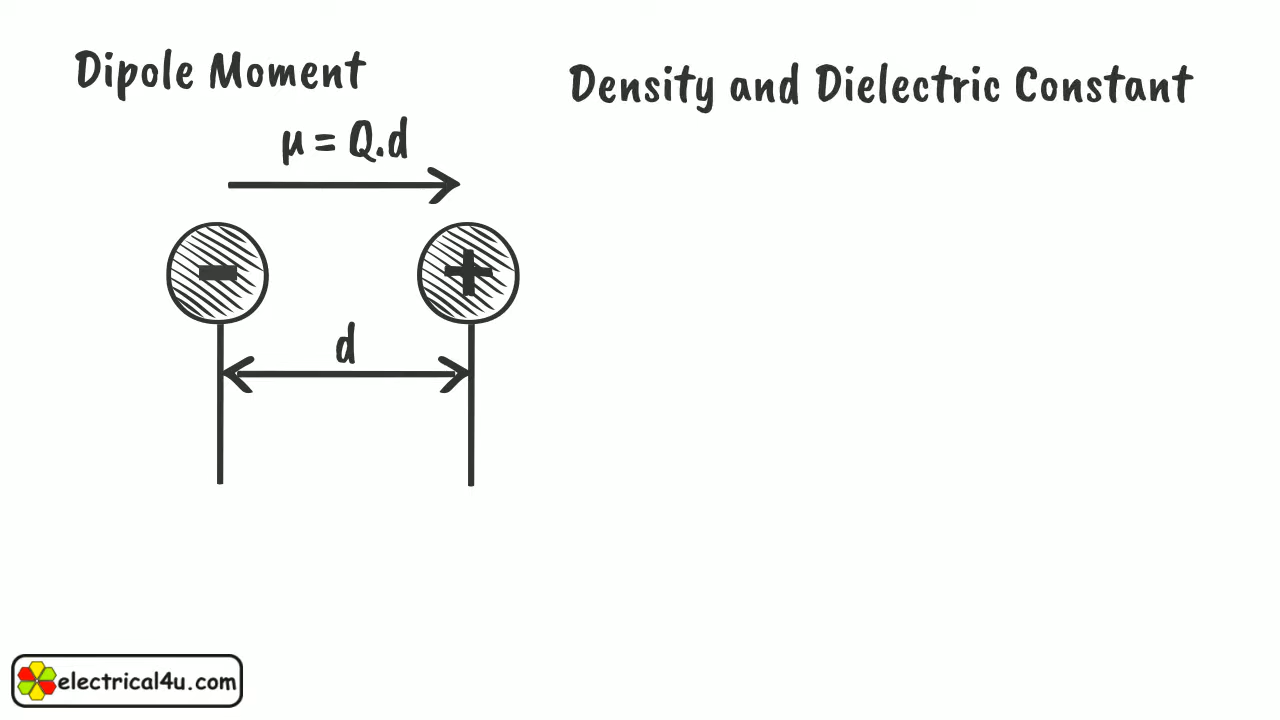 Dipole Moment
Density and Dielectric Constant
μ = Q.d
-
+
d
electrical4u.com